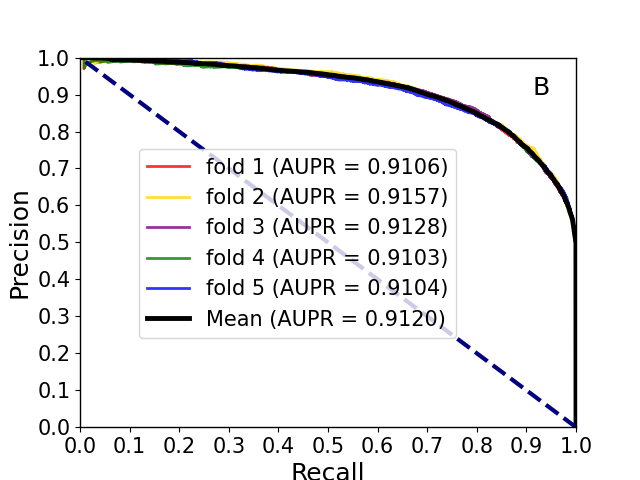 1.0
0.9
0.8
0.7
0.6
0.5
0.4
0.3
0.2
0.1
0.0
Precision
B
fold 1 (AUPR = 0.9106)
fold 2 (AUPR = 0.9157)
fold 3 (AUPR = 0.9128)
fold 4 (AUPR = 0.9103)
fold 5 (AUPR = 0.9104)
Mean (AUPR = 0.9120)
0.0 0.1 0.2 0.3 0.4 0.5 0.6 0.7 0.8 0.9 1.0
Recall